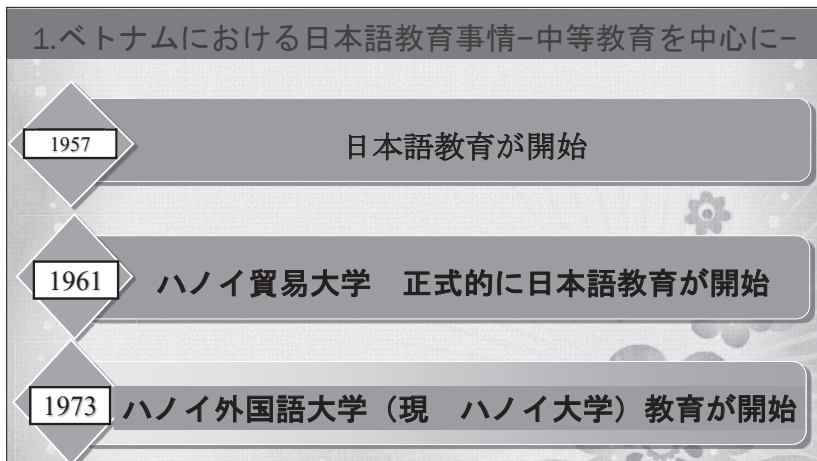 1.ベトナムにおける日本語教育事情−中等教育を中心に−
1957
日本語教育が開始
1961
ハノイ貿易大学　正式的に日本語教育が開始
1973
ハノイ外国語大学（現　ハノイ大学）教育が開始